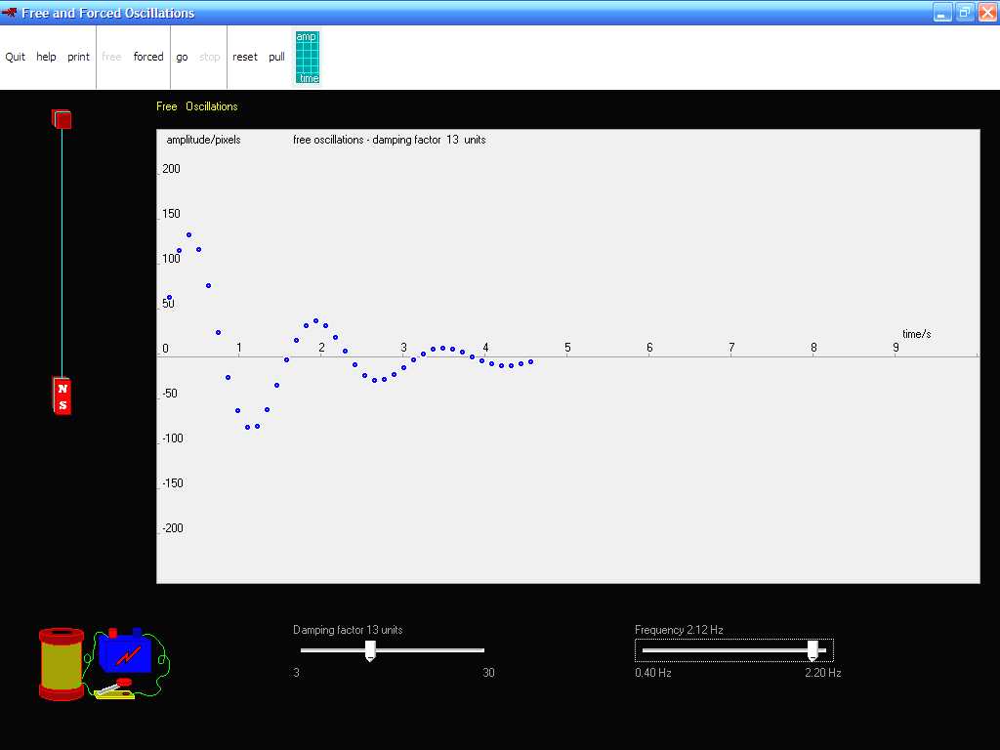 Free and Forced Oscillations
Quit help print free forced go stop reset pull amp
time
Free Oscillations
amplitude/pixels free oscillations - damping factor 13 units
200
150
100
50
time/s
0 1 2 3 4 5 6 7 8 9
-50
-100
-150
-200
N
S
Damping factor 13 units Frequency 2.12 Hz
3 30 0.40 Hz 2.20 Hz